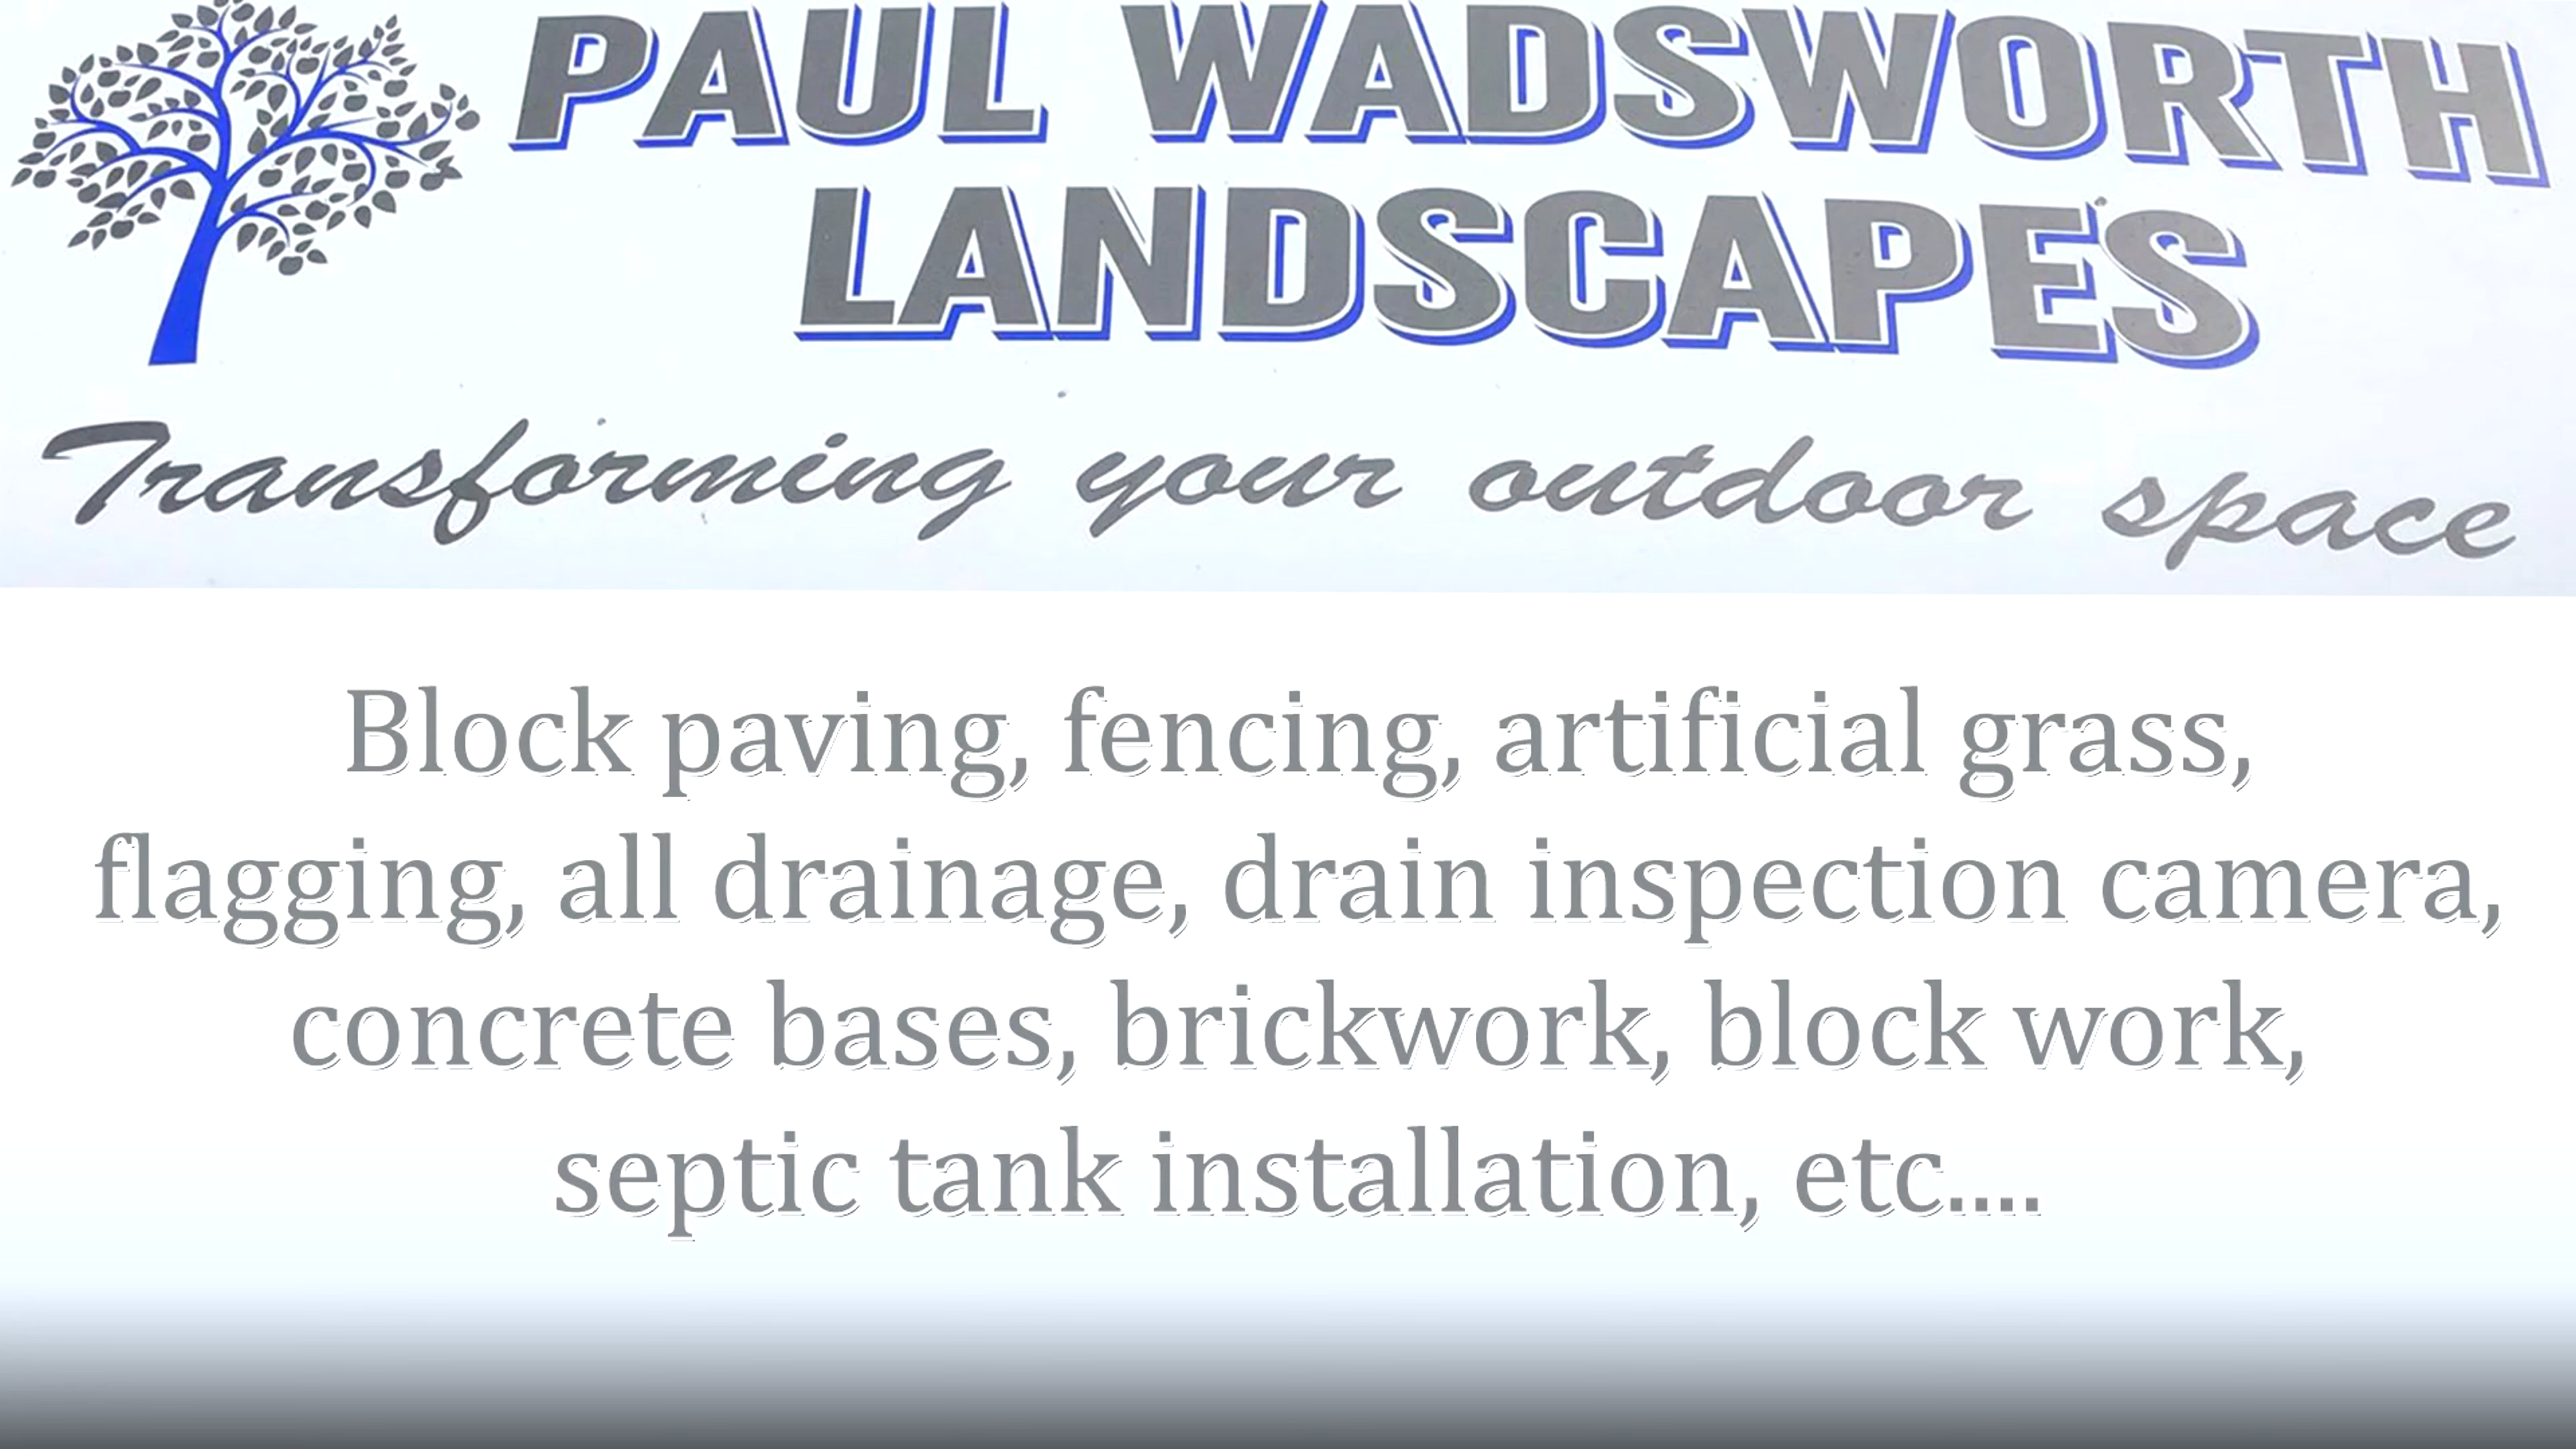 PAUL WADSWORTH
LANDSCAPES
Transforming your outdoor space
Block paving, fencing, artificial grass,
flagging, all drainage, drain inspection camera,
concrete bases, brickwork, block work,
septic tank installation, etc....